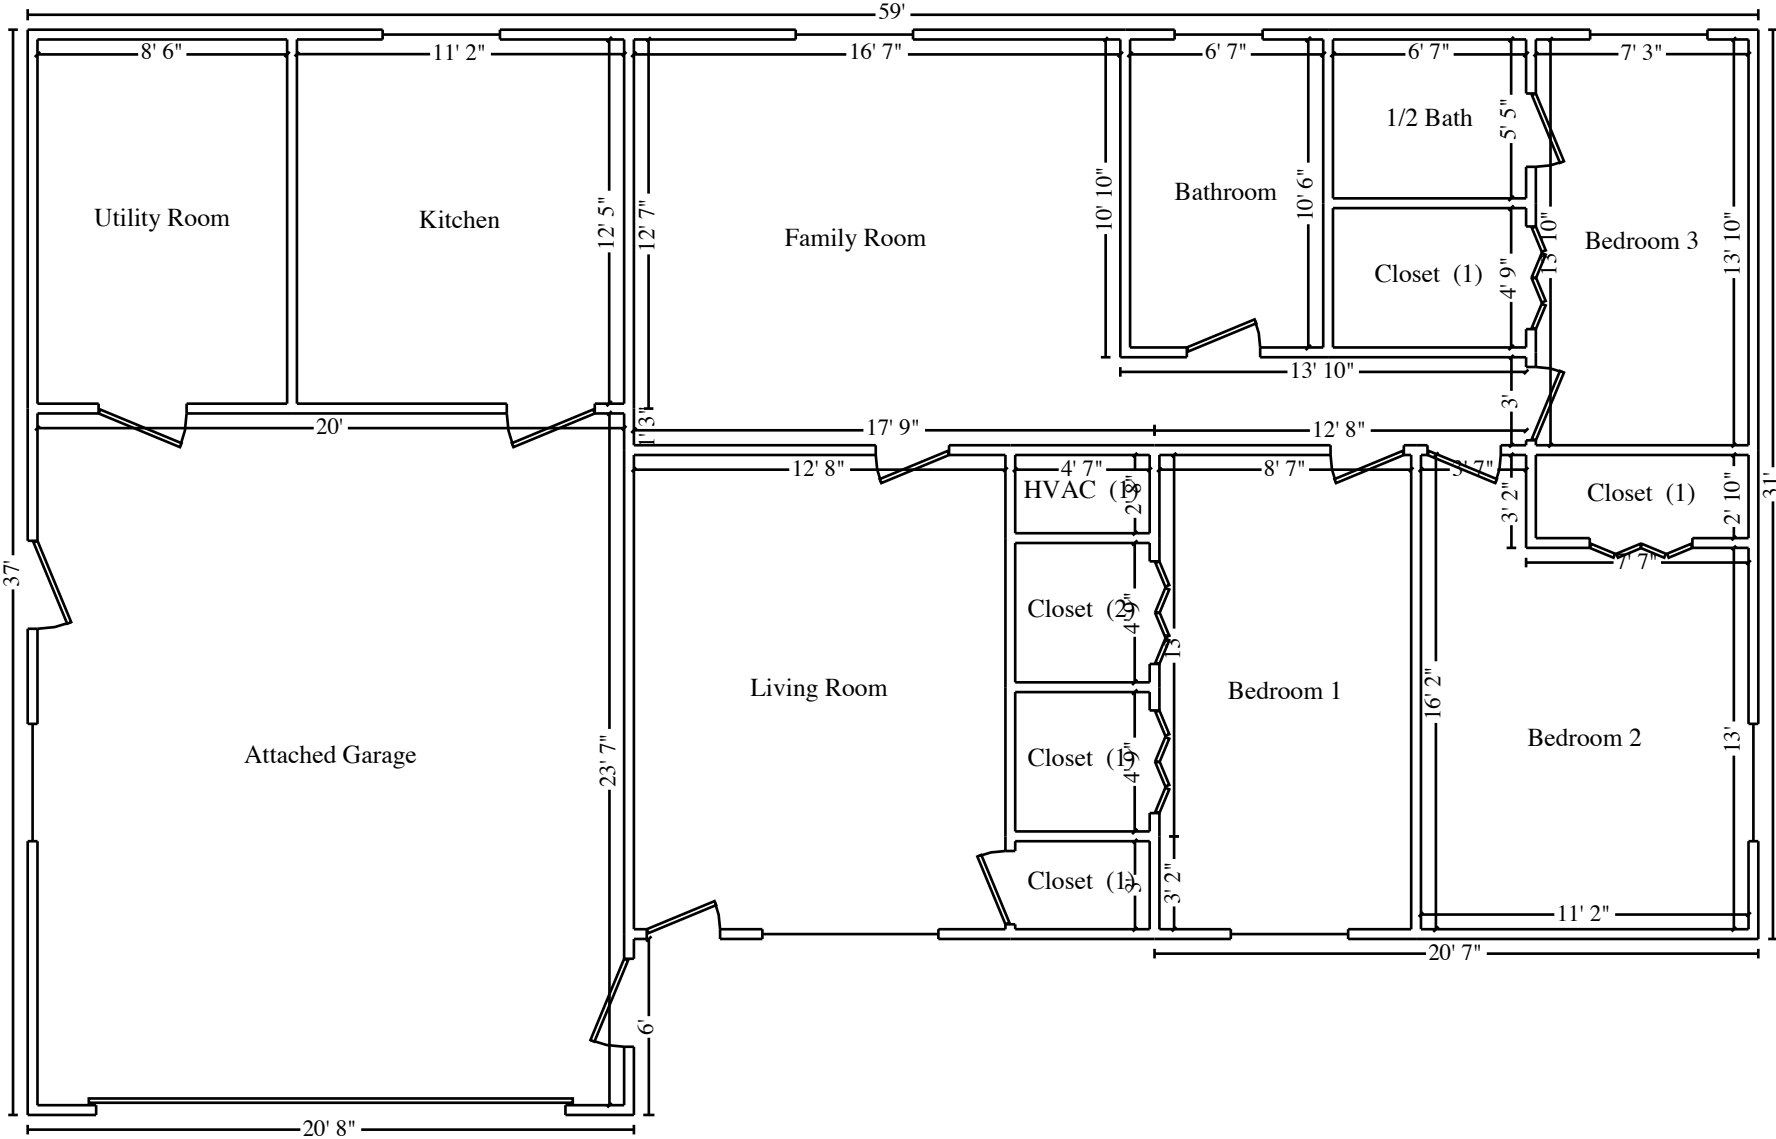 59'
8' 6"
11' 2"
16' 7"
6' 7"
6' 7"
7' 3"
Utility Room
Kitchen
12' 5"
12' 7"
Family Room
10' 10"
Bathroom
10' 6"
1/2 Bath
5' 5"
Closet (1)
4' 9"
13' 10"
Bedroom 3
13' 10"
13' 10"
3'
20'
1' 3"
17' 9"
12' 8"
12' 8"
4' 7"
8' 7"
3' 7"
HVAC (1)
2' 8"
3' 2"
Closet (1)
2' 10"
31'
7' 7"
37'
Closet (2)
4' 9"
13'
Living Room
Bedroom 1
16' 2"
Bedroom 2
13'
Attached Garage
23' 7"
Closet (1)
4' 9"
Closet (1)
3'
3' 2"
11' 2"
20' 7"
6'
20' 8"